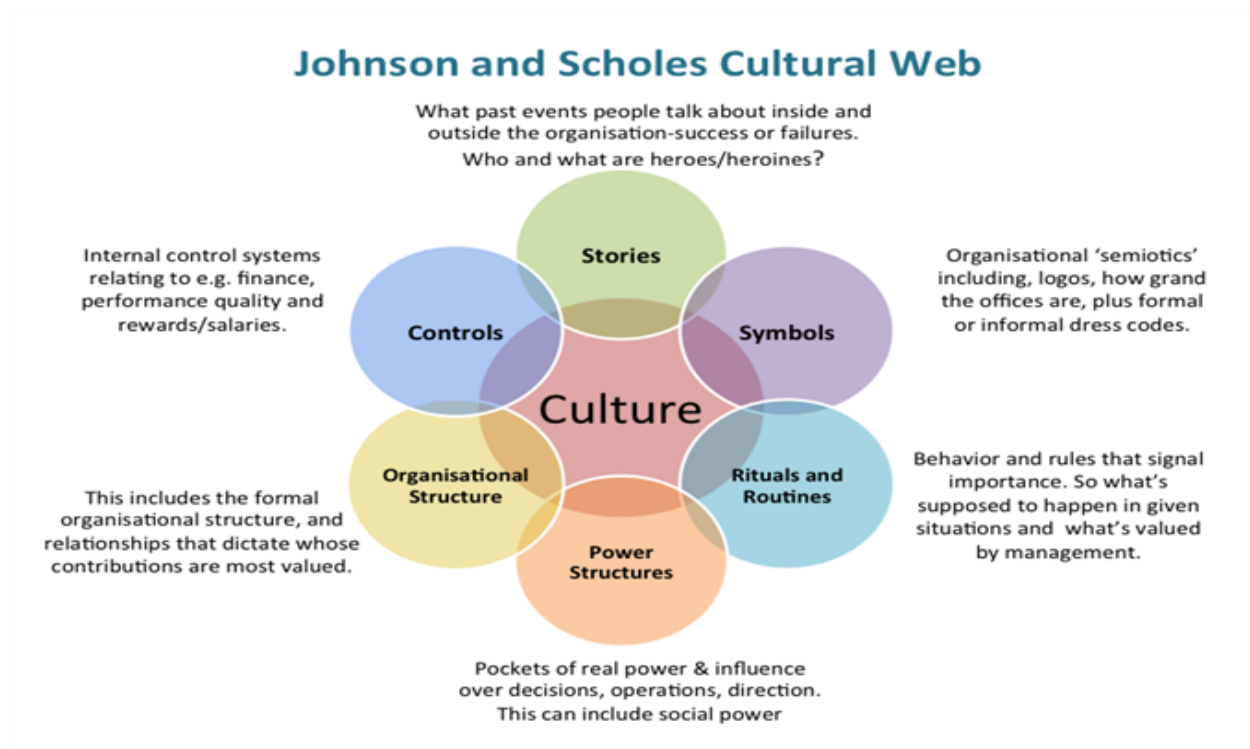 Johnson and Scholes Cultural Web
What past events people talk about inside and
outside the organisation-success or failures.
Who and what are heroes/heroines?
Stories
Internal control systems
relating to e.g. finance,
performance quality and
rewards/salaries.
Controls
Symbols
Organisational ‘semiotics’
including, logos, how grand
the offices are, plus formal
or informal dress codes.
Culture
This includes the formal
organisational structure, and
relationships that dictate whose
contributions are most valued.
Organisational
Structure
Rituals and
Routines
Behavior and rules that signal
importance. So what’s
supposed to happen in given
situations and what’s valued
by management.
Power
Structures
Pockets of real power & influence
over decisions, operations, direction.
This can include social power